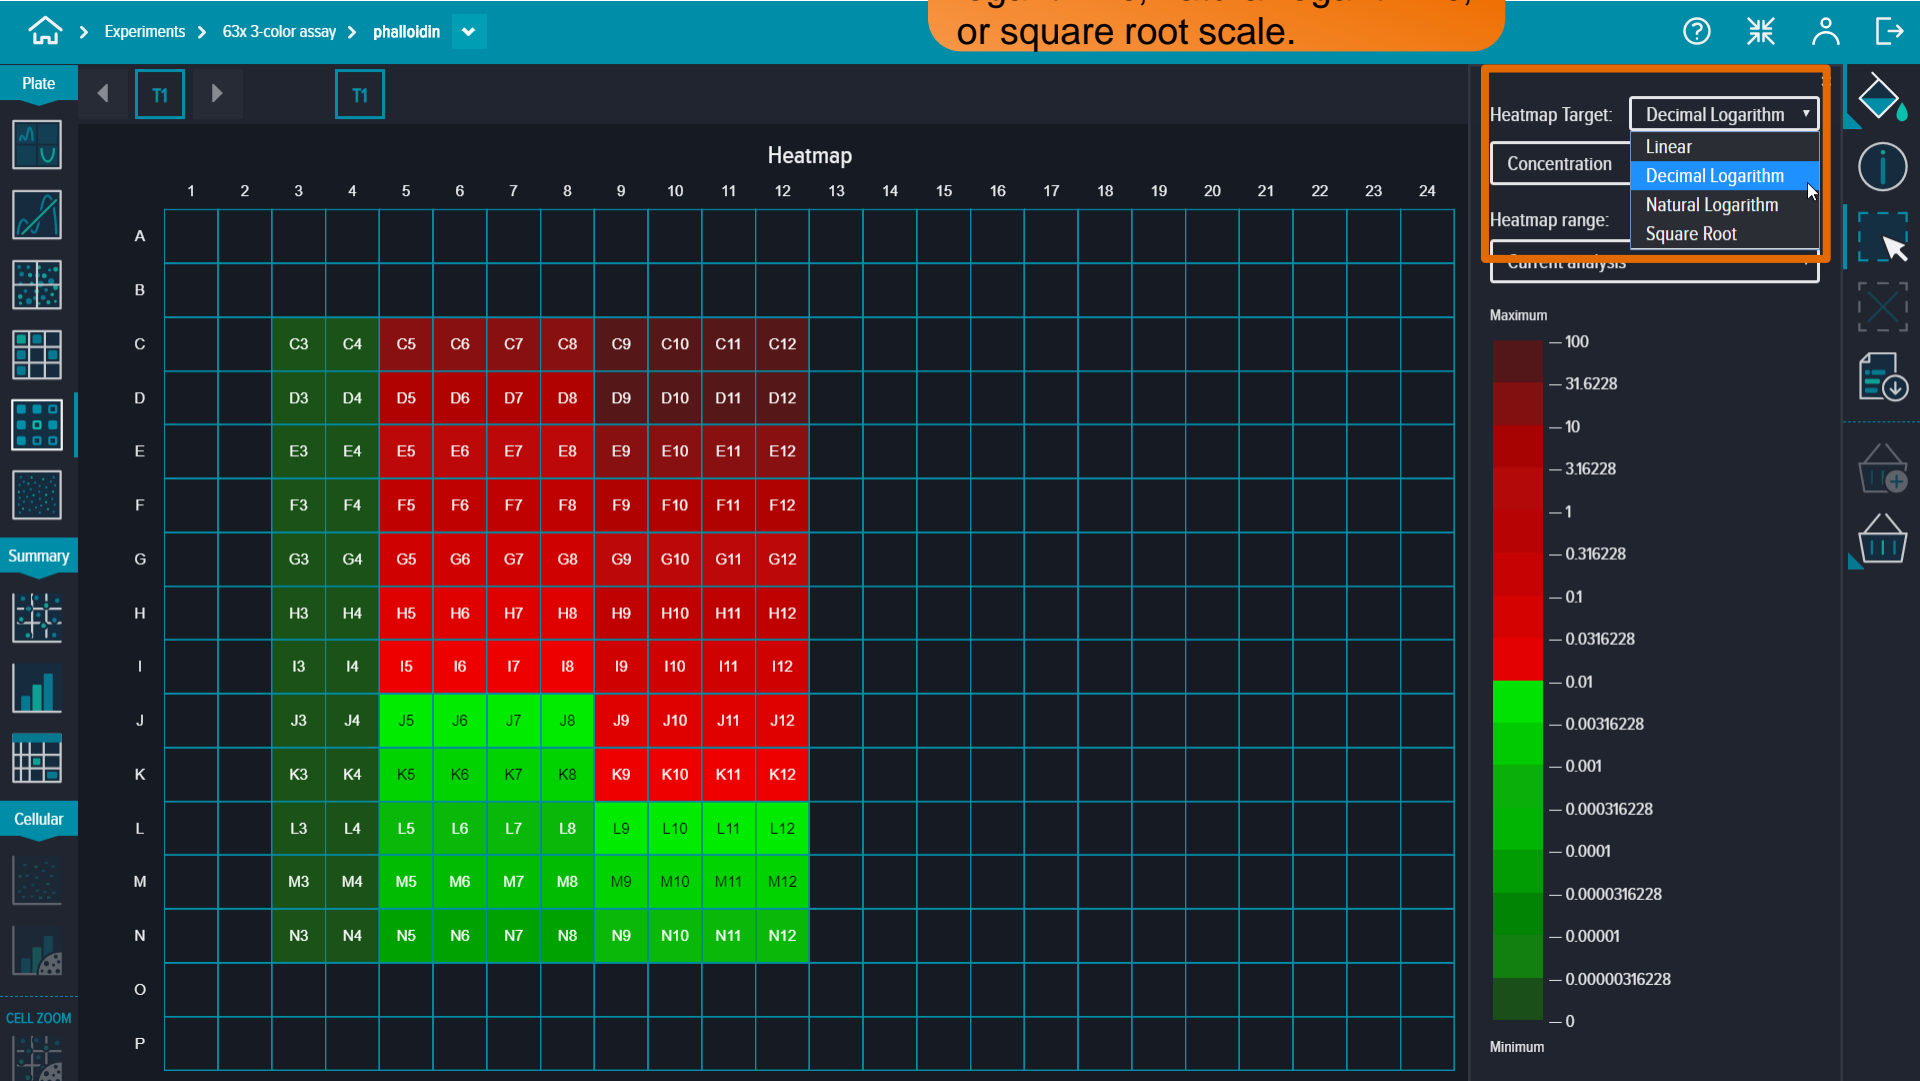 or square root scale.
Experiments
63x 3-color assay
phalloidin
Plate
T1
T1
Heatmap Target:
Decimal Logarithm
Linear
Decimal Logarithm
Natural Logarithm
Square Root
Concentration
Heatmap range:
Current analysis
Heatmap
1 2 3 4 5 6 7 8 9 10 11 12 13 14 15 16 17 18 19 20 21 22 23 24
A
B
C C3 C4 C5 C6 C7 C8 C9 C10 C11 C12
D D3 D4 D5 D6 D7 D8 D9 D10 D11 D12
E E3 E4 E5 E6 E7 E8 E9 E10 E11 E12
F F3 F4 F5 F6 F7 F8 F9 F10 F11 F12
G G3 G4 G5 G6 G7 G8 G9 G10 G11 G12
H H3 H4 H5 H6 H7 H8 H9 H10 H11 H12
I I3 I4 I5 I6 I7 I8 I9 I10 I11 I12
J J3 J4 J5 J6 J7 J8 J9 J10 J11 J12
K K3 K4 K5 K6 K7 K8 K9 K10 K11 K12
L L3 L4 L5 L6 L7 L8 L9 L10 L11 L12
M M3 M4 M5 M6 M7 M8 M9 M10 M11 M12
N N3 N4 N5 N6 N7 N8 N9 N10 N11 N12
O
P
Summary
Cellular
CELL ZOOM
Maximum
100
31.6228
10
3.16228
1
0.316228
0.1
0.0316228
0.01
0.00316228
0.001
0.000316228
0.0001
0.0000316228
0.00001
0.00000316228
0
Minimum